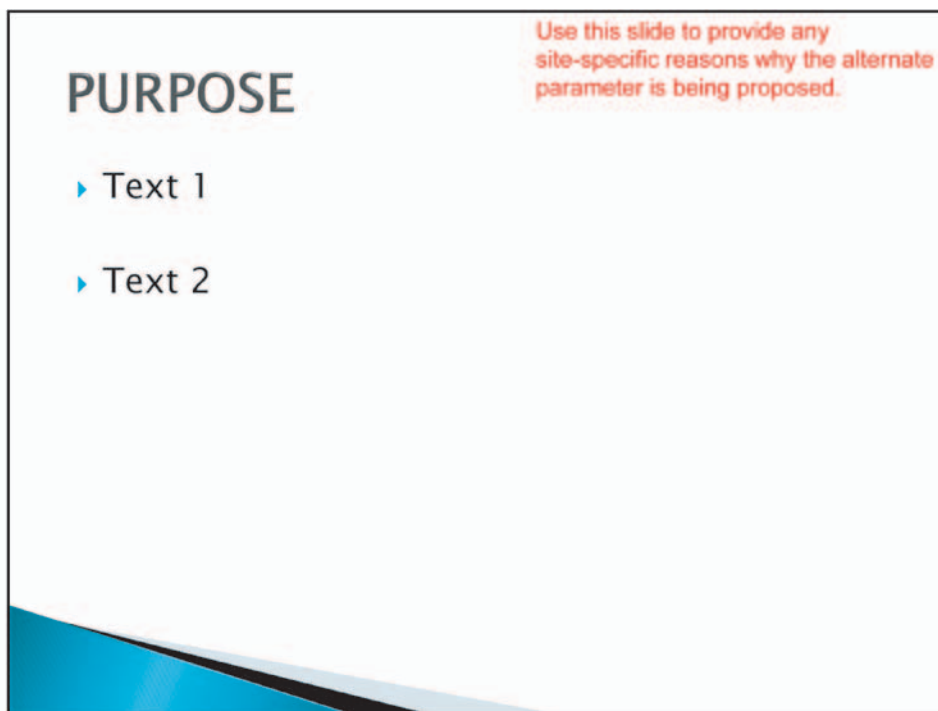 Use this slide to provide any
site-specific reasons why the alternate
parameter is being proposed.
PURPOSE
Text 1
Text 2